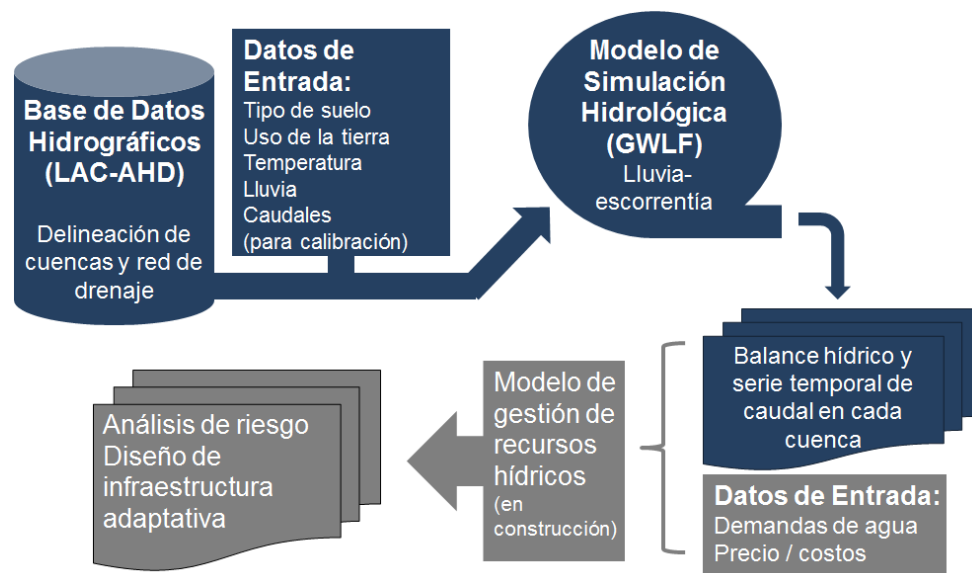 Base de Datos
Hidrográficos
(LAC-AHD)
Delineación de
cuencas y red de
drenaje
Datos de
Entrada:
Tipo de suelo
Uso de la tierra
Temperatura
Lluvia
Caudales
(para calibración)
Modelo de
Simulación
Hidrológica
(GWLF)
Lluvia-
escorrentía
Balance hídrico y
serie temporal de
caudal en cada
cuenca
Datos de Entrada:
Demandas de agua
Precio / costos
Modelo de
gestión de
recursos
hídricos
(en
construcción)
Análisis de riesgo
Diseño de
infraestructura
adaptativa